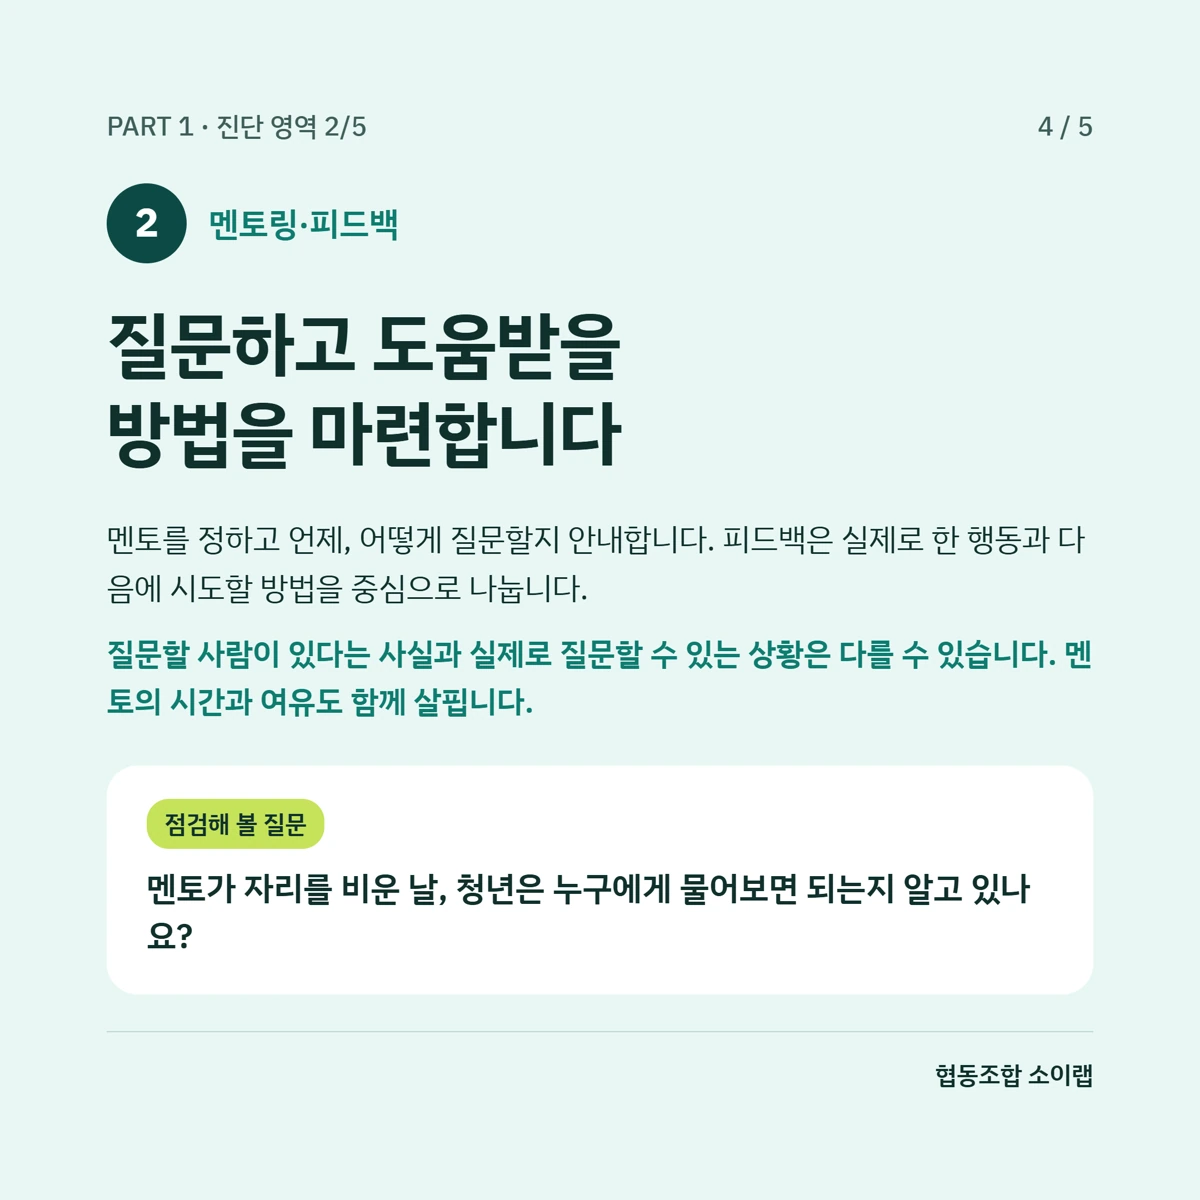 PART 1 · 진단 영역 2/5
4 / 5
2
멘토링·피드백
질문하고 도움받을
방법을 마련합니다
멘토를 정하고 언제, 어떻게 질문할지 안내합니다. 피드백은 실제로 한 행동과 다
음에 시도할 방법을 중심으로 나눕니다.
질문할 사람이 있다는 사실과 실제로 질문할 수 있는 상황은 다를 수 있습니다. 멘
토의 시간과 여유도 함께 살핍니다.
점검해 볼 질문
멘토가 자리를 비운 날, 청년은 누구에게 물어보면 되는지 알고 있나
요?
협동조합 소이랩